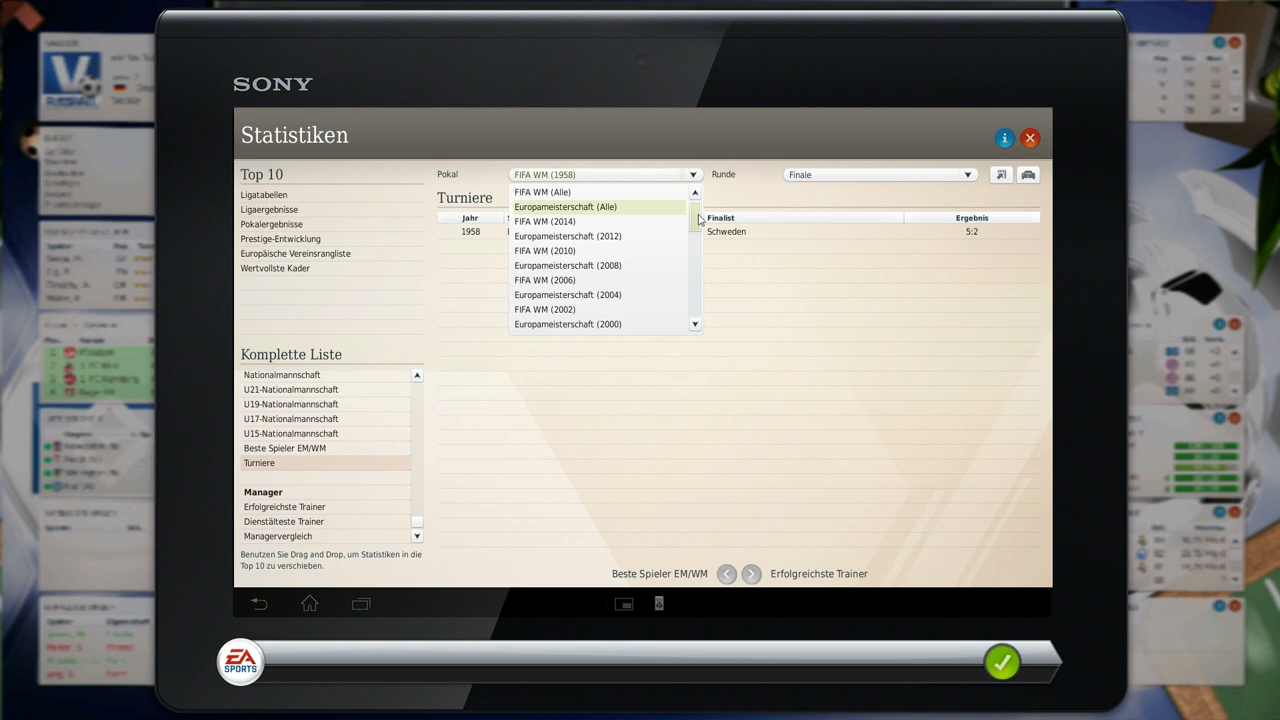 SONY
Statistiken
Top 10
Ligatabellen
Ligaergebnisse
Pokalergebnisse
Prestige-Entwicklung
Europäische Vereinsrangliste
Wertvollste Kader
Komplette Liste
Nationalmannschaft
U21-Nationalmannschaft
U19-Nationalmannschaft
U17-Nationalmannschaft
U15-Nationalmannschaft
Beste Spieler EM/WM
Turniere
Manager
Erfolgreichste Trainer
Dienstälteste Trainer
Managervergleich
Benutzen Sie Drag and Drop, um Statistiken in die
Top 10 zu verschieben.
Pokal
FIFA WM (1958)
Runde
Finale
Turniere
Jahr
Finalist
Ergebnis
1958
Schweden
5:2
FIFA WM (Alle)
Europameisterschaft (Alle)
FIFA WM (2014)
Europameisterschaft (2012)
FIFA WM (2010)
Europameisterschaft (2008)
FIFA WM (2006)
Europameisterschaft (2004)
FIFA WM (2002)
Europameisterschaft (2000)
Beste Spieler EM/WM
Erfolgreichste Trainer
EA
SPORTS